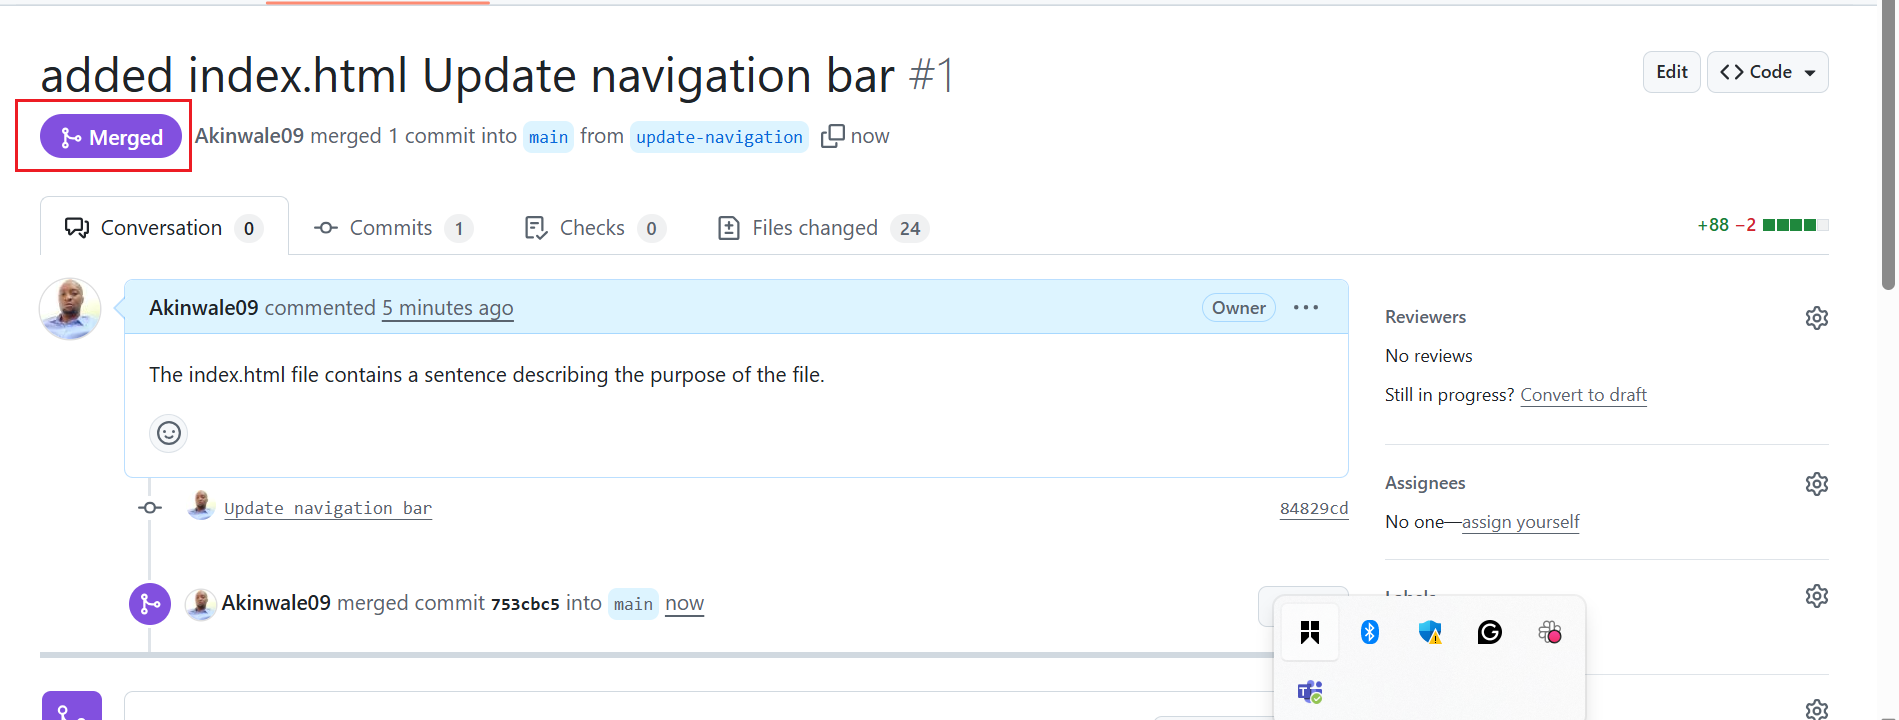 added index.html Update navigation bar #1
Edit
Code
Merged
Akinwale09 merged 1 commit into main from update-navigation now
Conversation 0
Commits 1
Checks 0
Files changed 24
+88 −2
Akinwale09 commented 5 minutes ago
Owner
The index.html file contains a sentence describing the purpose of the file.
Reviewers
No reviews
Still in progress? Convert to draft
Assignees
No one—assign yourself
Update navigation bar
84829cd
Akinwale09 merged commit 753cbc5 into main now
Labels